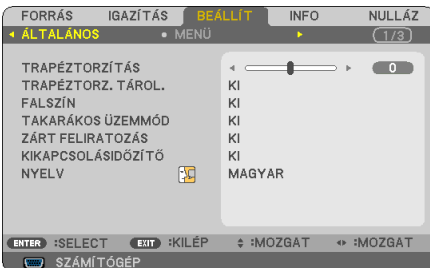 FORRÁS IGAZÍTÁS BEÁLLÍT INFO NULLÁZ
ÁLTALÁNOS MENÜ 1/3
TRAPÉZTORZÍTÁS 0
TRAPÉZTORZ. TÁROL. KI
FALSZÍN KI
TAKARÁKOS ÜZEMMÓD KI
ZÁRT FELIRATOZÁS KI
KIKAPCSOLÁSIDŐZÍTŐ KI
NYELV MAGYAR
ENTER :SELECT EXIT :KILÉP :MOZGAT :MOZGAT
SZÁMÍTÓGÉP